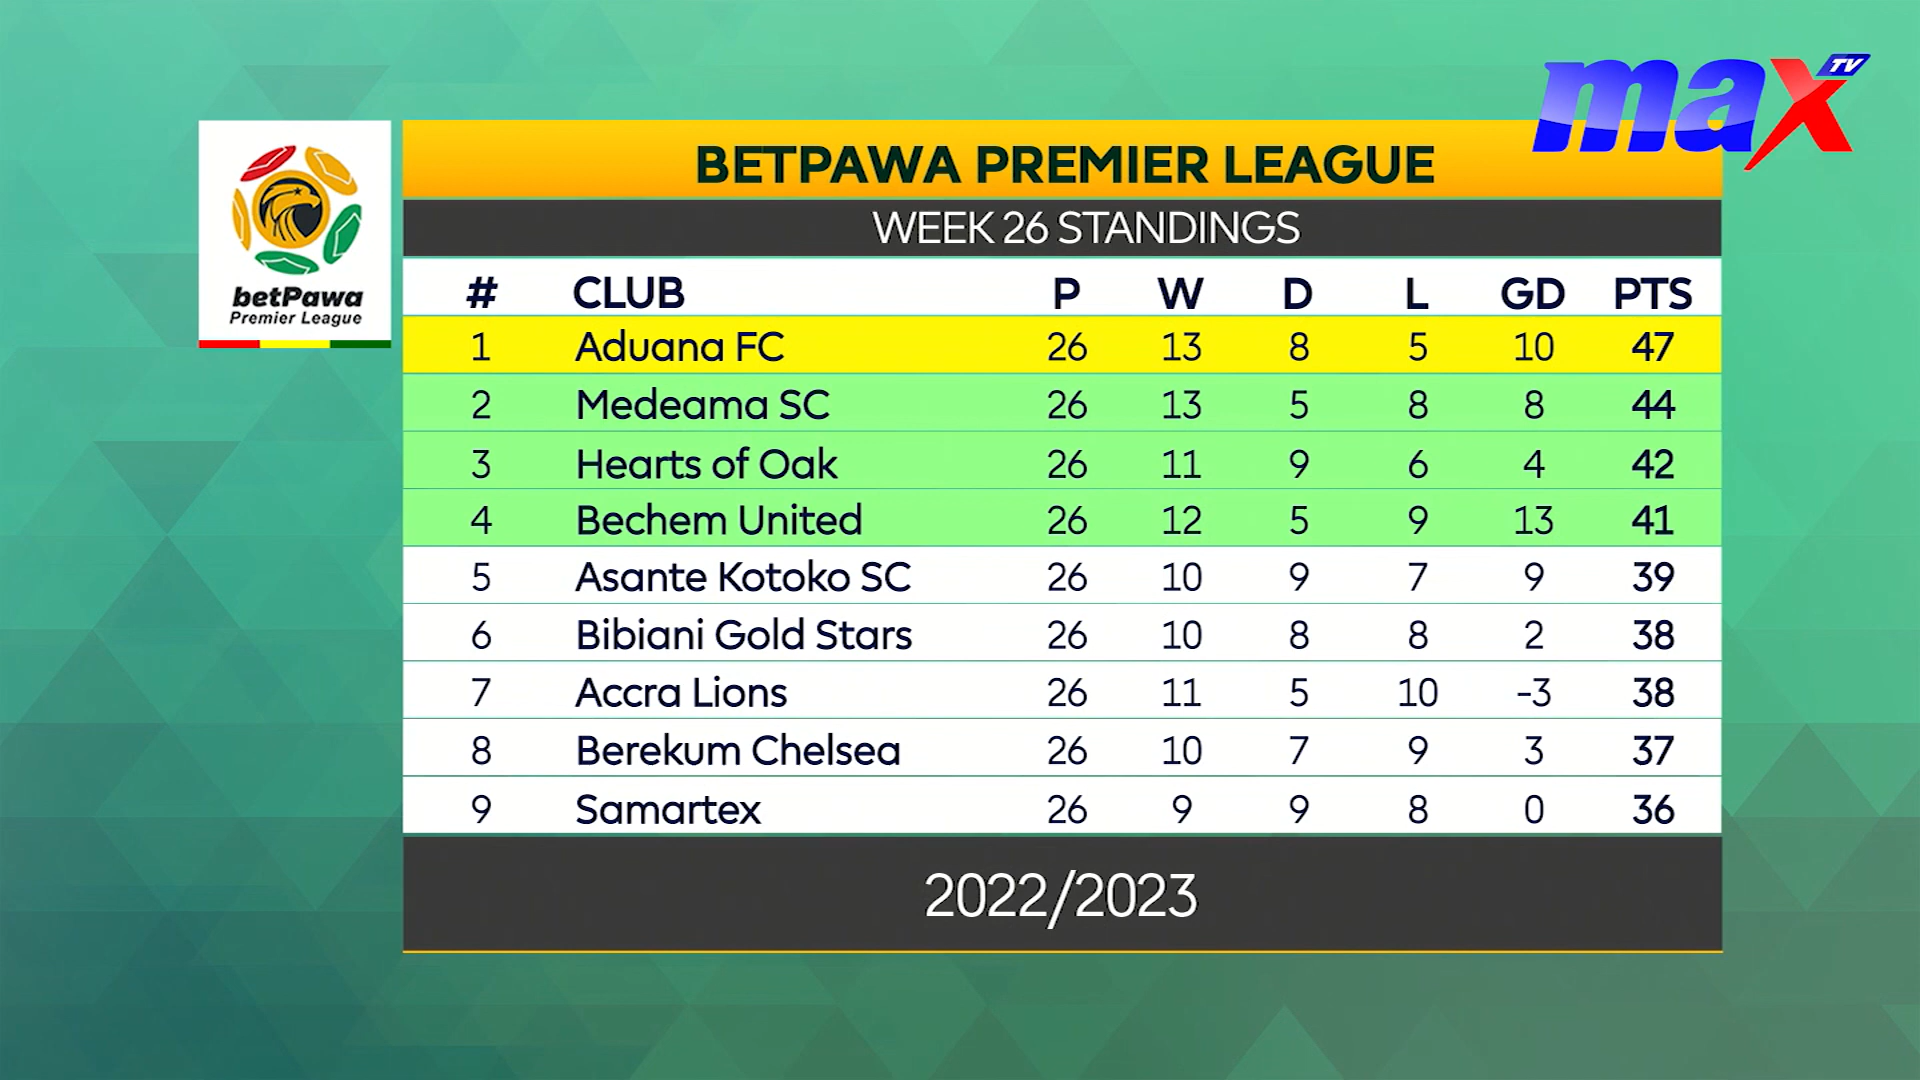 max TV
BETPAWA PREMIER LEAGUE
WEEK 26 STANDINGS
betPawa
Premier League
# CLUB P W D L GD PTS
1 Aduana FC 26 13 8 5 10 47
2 Medeama SC 26 13 5 8 8 44
3 Hearts of Oak 26 11 9 6 4 42
4 Bechem United 26 12 5 9 13 41
5 Asante Kotoko SC 26 10 9 7 9 39
6 Bibiani Gold Stars 26 10 8 8 2 38
7 Accra Lions 26 11 5 10 -3 38
8 Berekum Chelsea 26 10 7 9 3 37
9 Samartex 26 9 9 8 0 36
2022/2023